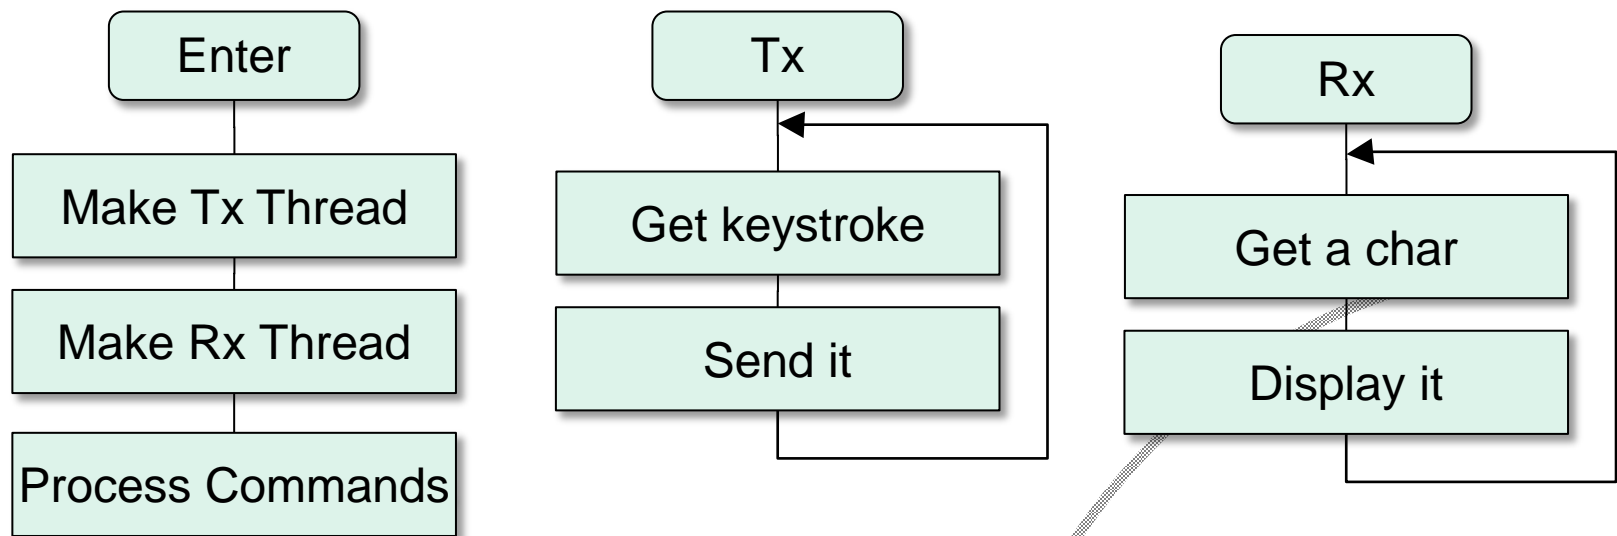 Enter
Make Tx Thread
Make Rx Thread
Process Commands
Tx
Get keystroke
Send it
Rx
Get a char
Display it